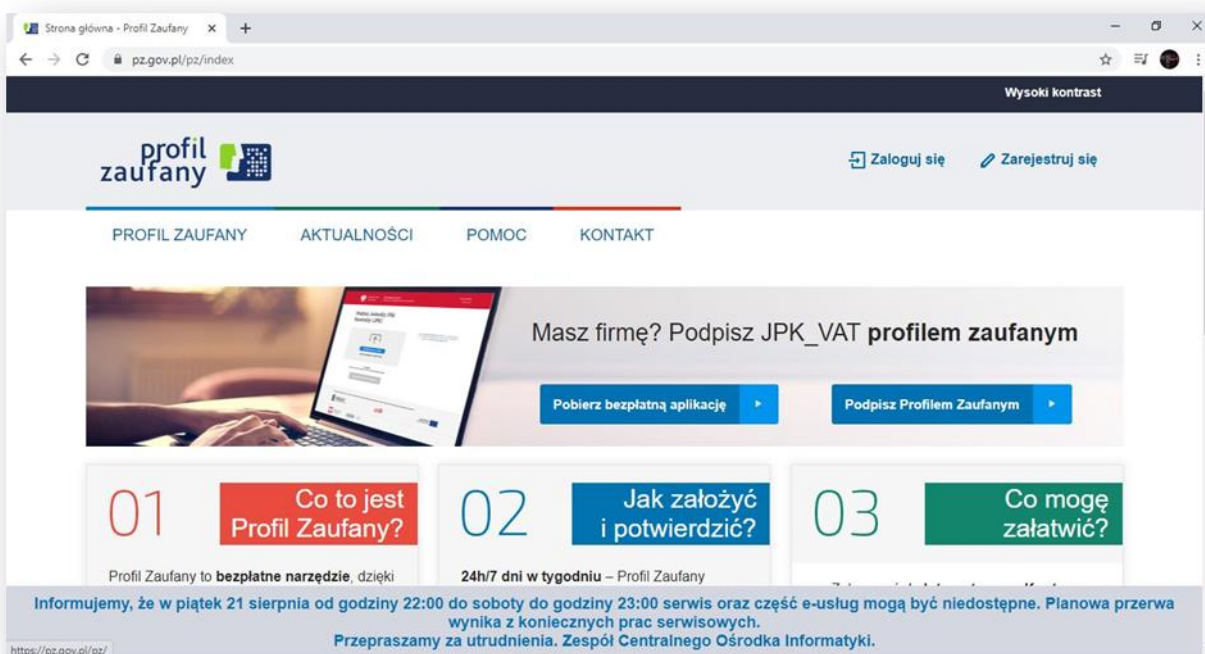 Strona główna - Profil Zaufany
pz.gov.pl/pz/index
Wysoki kontrast
profil
zaufany
Zaloguj się
Zarejestruj się
PROFIL ZAUFANY
AKTUALNOŚCI
POMOC
KONTAKT
Masz firmę? Podpisz JPK_VAT profilem zaufanym
Pobierz bezpłatną aplikację
Podpisz Profilem Zaufanym
01
Co to jest
Profil Zaufany?
Profil Zaufany to bezpłatne narzędzie, dzięki
02
Jak założyć
i potwierdzić?
24h/7 dni w tygodniu – Profil Zaufany
03
Co mogę
załatwić?
Informujemy, że w piątek 21 sierpnia od godziny 22:00 do soboty do godziny 23:00 serwis oraz część e-usług mogą być niedostępne. Planowa przerwa
wynika z koniecznych prac serwisowych.
Przepraszamy za utrudnienia. Zespół Centralnego Ośrodka Informatyki.
https://pz.gov.pl/pz/